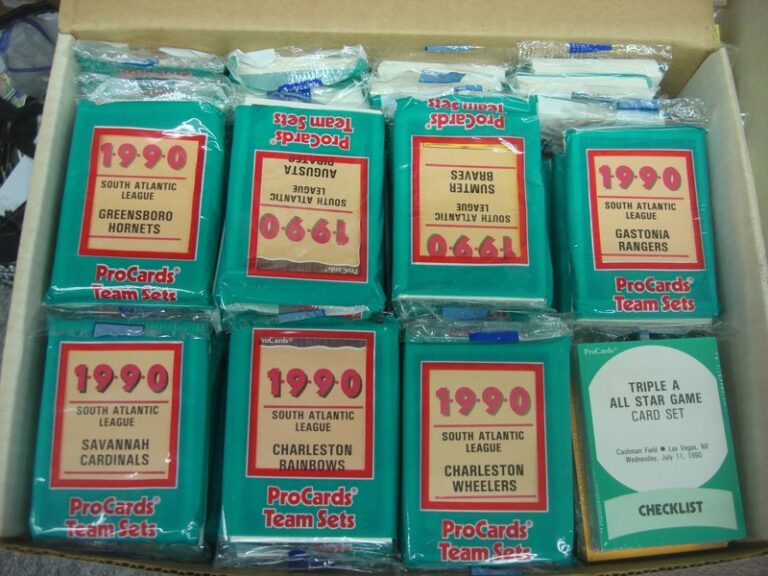 1990
SOUTH ATLANTIC
LEAGUE
GREENSBORO
HORNETS
ProCards®
Team Sets
ProCards
Team Sets
1990
SOUTH ATLANTIC
LEAGUE
AUGUSTA
PIRATES
ProCards®
ProCards
Team Sets
1990
SOUTH ATLANTIC
LEAGUE
SUMTER
BRAVES
1990
SOUTH ATLANTIC
LEAGUE
GASTONIA
RANGERS
ProCards®
Team Sets
1990
SOUTH ATLANTIC
LEAGUE
SAVANNAH
CARDINALS
ProCards®
Team Sets
roCards®
1990
SOUTH ATLANTIC
LEAGUE
CHARLESTON
RAINBOWS
ProCards®
Team Sets
1990
SOUTH ATLANTIC
LEAGUE
CHARLESTON
WHEELERS
ProCards®
Team Sets
ProCards®
TRIPLE A
ALL STAR GAME
CARD SET
Cashman Field ● Las Vegas, NV
Wednesday, July 11, 1990
CHECKLIST